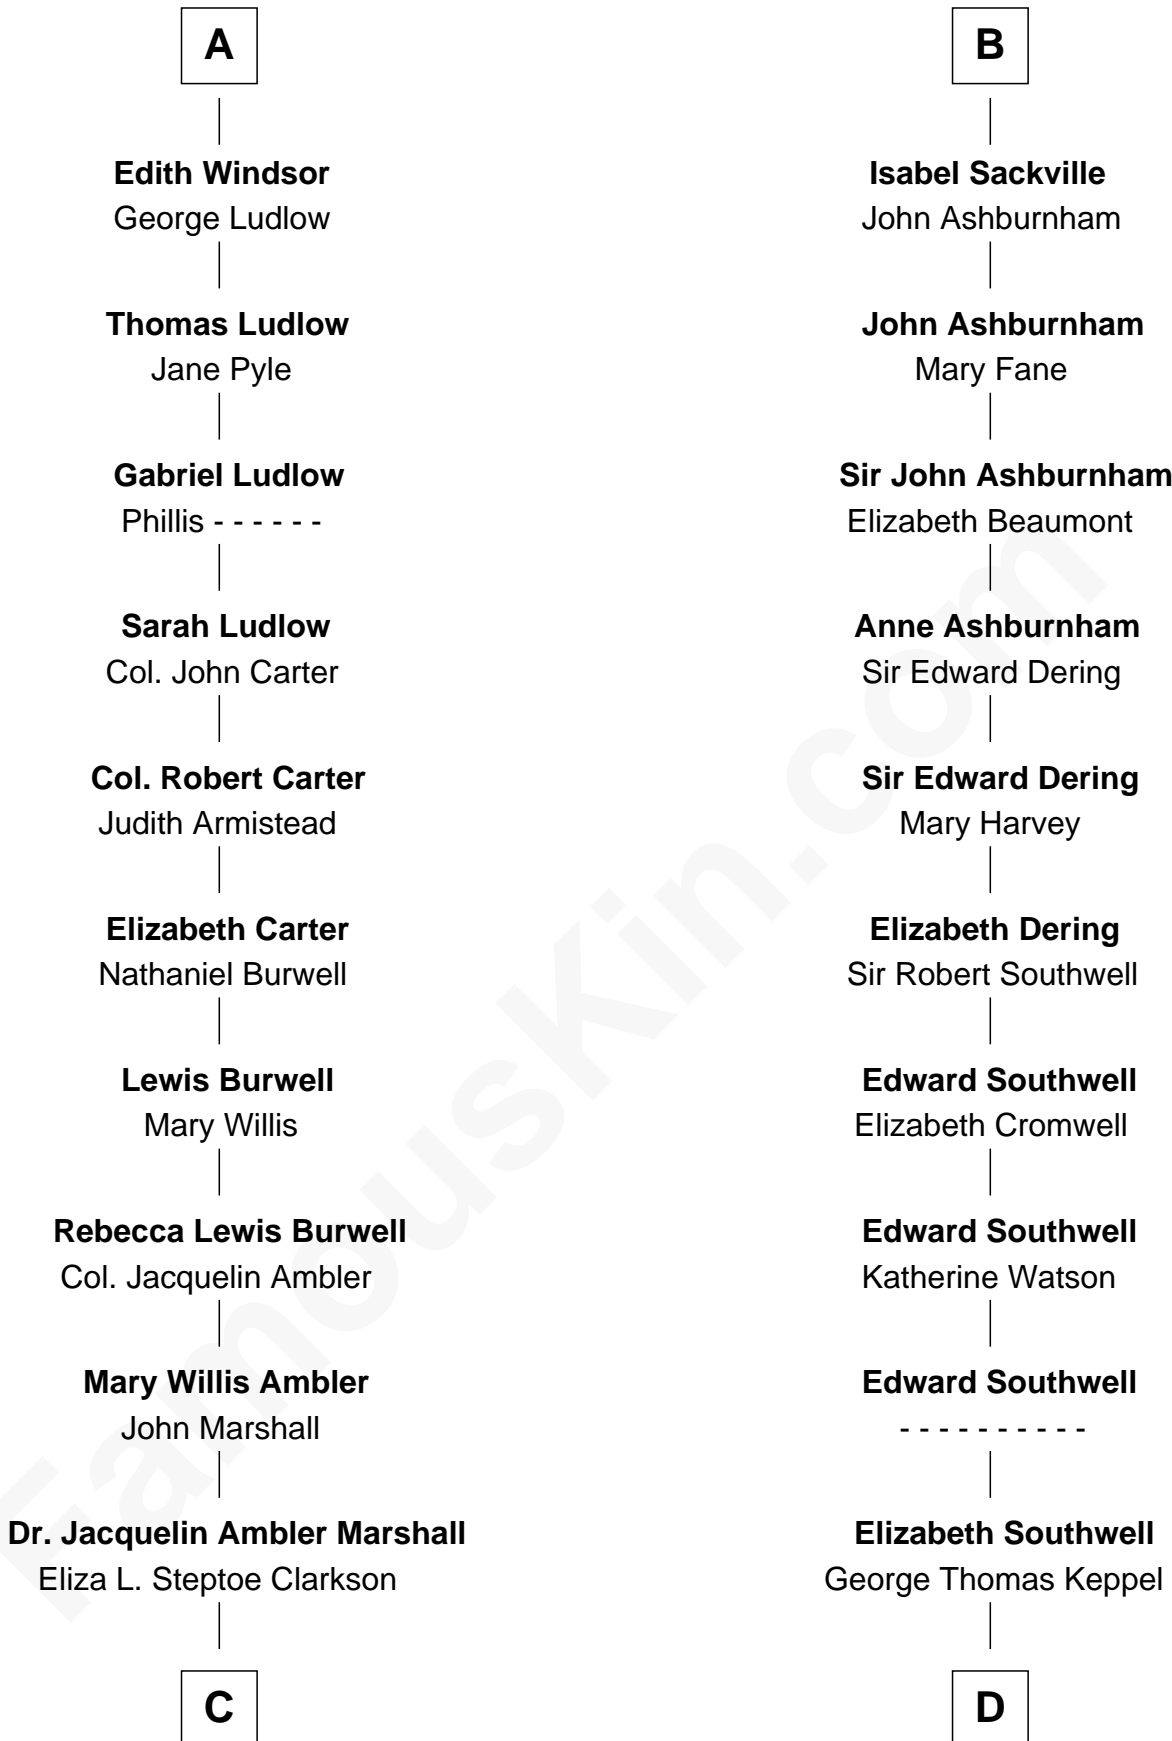 A
Edith Windsor
George Ludlow
Thomas Ludlow
Jane Pyle
Gabriel Ludlow
Phillis - - - - - -
Sarah Ludlow
Col. John Carter
Col. Robert Carter
Judith Armistead
Elizabeth Carter
Nathaniel Burwell
Lewis Burwell
Mary Willis
Rebecca Lewis Burwell
Col. Jacquelin Ambler
Mary Willis Ambler
John Marshall
Dr. Jacquelin Ambler Marshall
Eliza L. Steptoe Clarkson
C
B
Isabel Sackville
John Ashburnham
John Ashburnham
Mary Fane
Sir John Ashburnham
Elizabeth Beaumont
Anne Ashburnham
Sir Edward Dering
Sir Edward Dering
Mary Harvey
Elizabeth Dering
Sir Robert Southwell
Edward Southwell
Elizabeth Cromwell
Edward Southwell
Katherine Watson
Edward Southwell
- - - - - - - - - -
Elizabeth Southwell
George Thomas Keppel
D
FamousKin.com